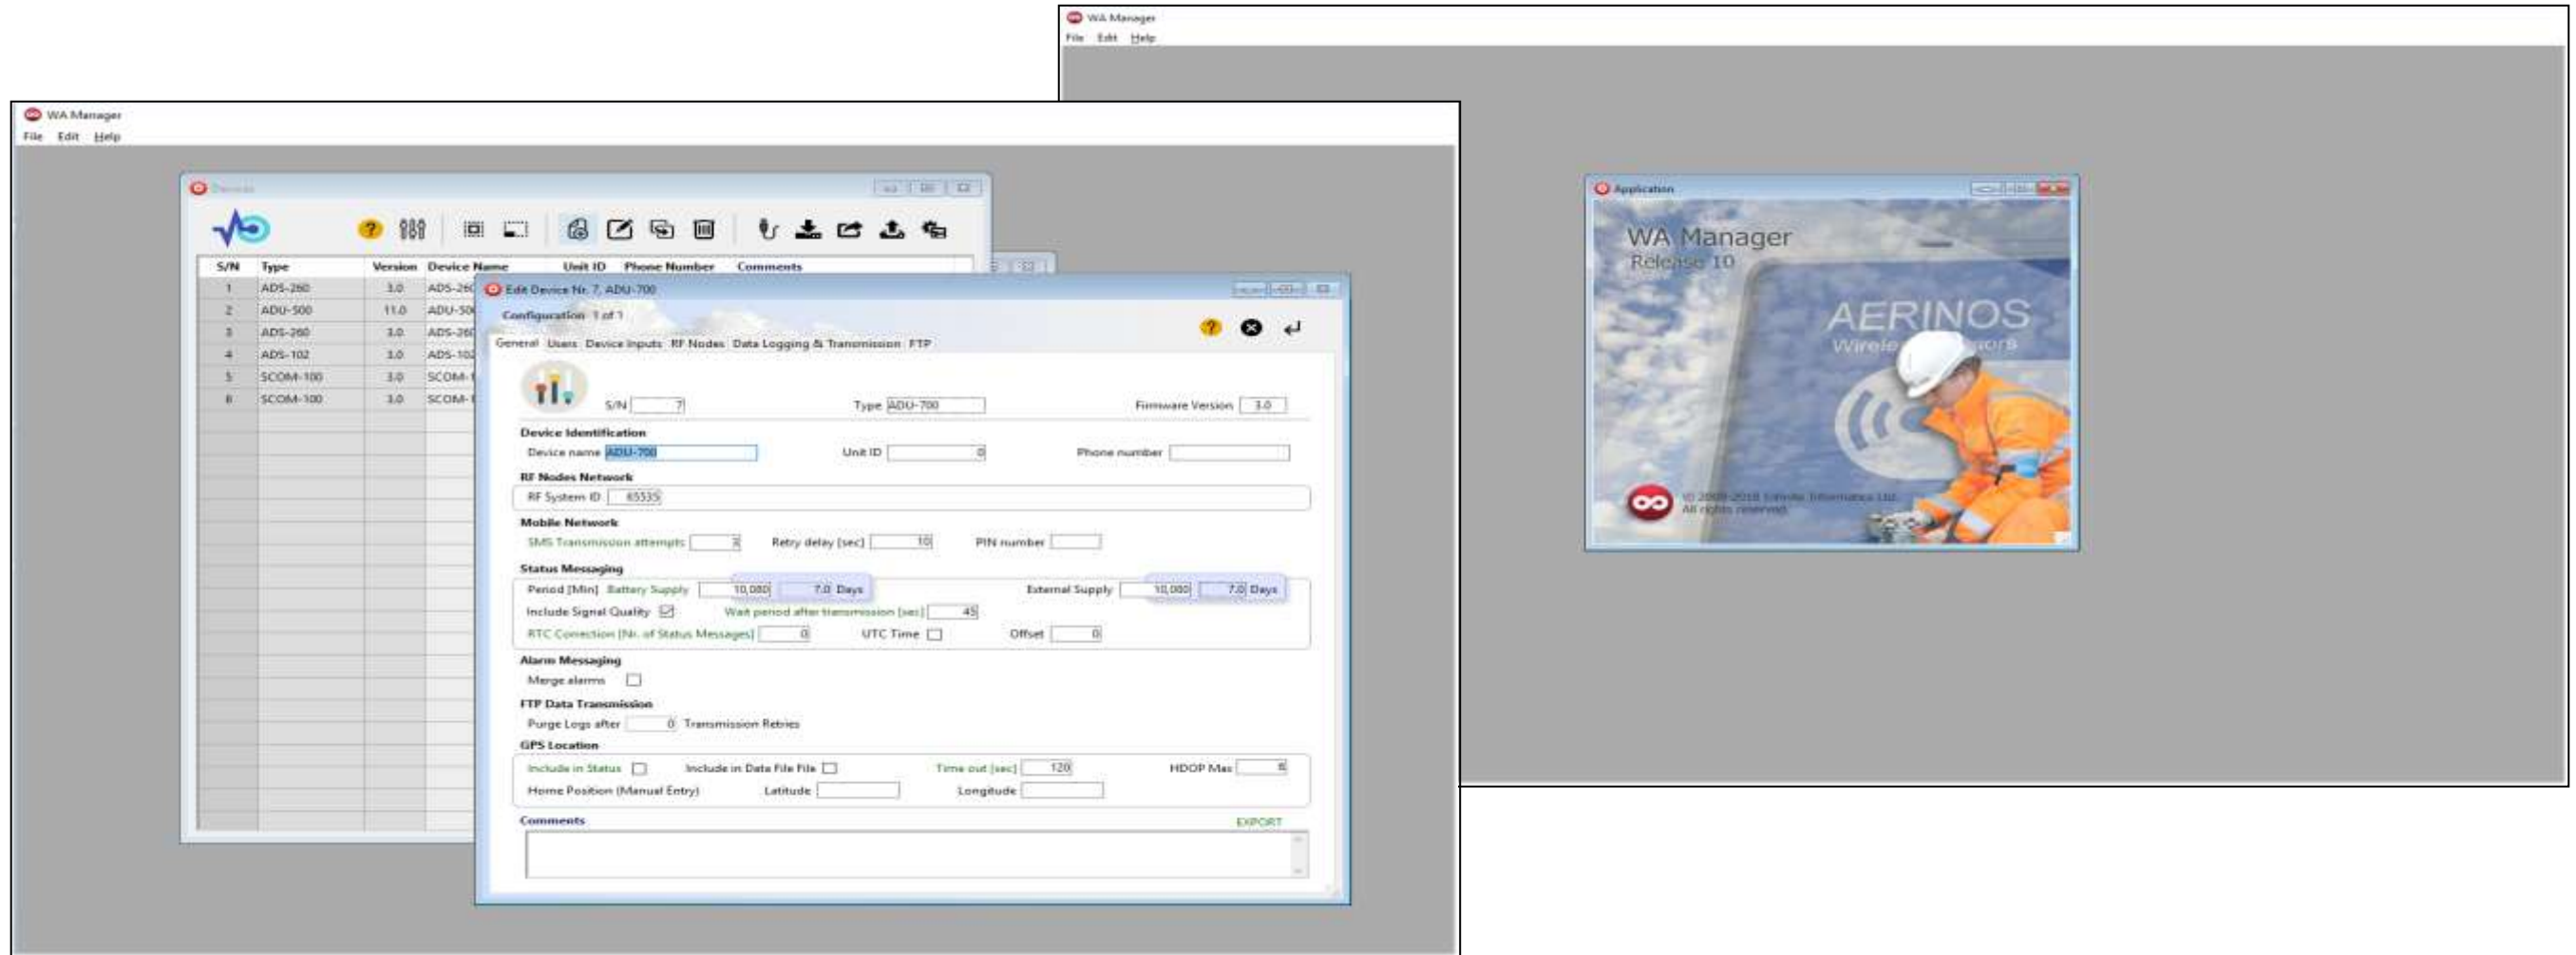 WA Manager
File Edit Help
WA Manager
File Edit Help
Devices
S/N Type Version Device Name Unit ID Phone Number Comments
1 ADS-260 3.0
2 ADU-500 11.0
3 ADS-260 3.0
4 ADS-102 3.0
5 SCOM-100 3.0
6 SCOM-100 3.0
Edit Device Nr. 7, ADU-700
Configuration 1 of 1
General Users Device Inputs RF Nodes Data Logging & Transmission FTP
S/N 7 Type ADU-700 Firmware Version 3.0
Device Identification
Device name ADU-700 Unit ID 0 Phone number
RF Nodes Network
RF System ID 65535
Mobile Network
SMS Transmission attempts 3 Retry delay [sec] 10 PIN number
Status Messaging
Period [Min] Battery Supply 10,080 7.0 Days External Supply 10,080 7.0 Days
Include Signal Quality Wait period after transmission [sec] 45
RTC Correction [Nr. of Status Messages] 0 UTC Time Offset 0
Alarm Messaging
Merge alarms
FTP Data Transmission
Purge Logs after 0 Transmission Retries
GPS Location
Include in Status Include in Data File File Time out [sec] 120 HDOP Max
Home Position (Manual Entry) Latitude Longitude
Comments EXPORT
Application
WA Manager
Release 10
AERINOS
© 2009-2018 Infinite Informatics Ltd.
All rights reserved.